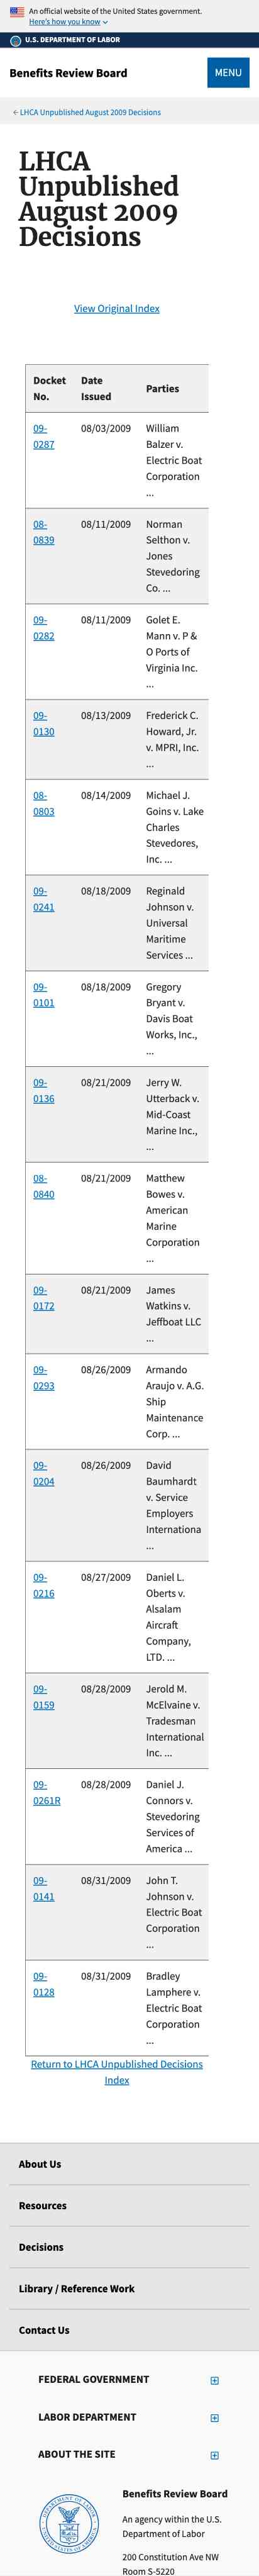 An official website of the United States government.
Here's how you know
U.S. DEPARTMENT OF LABOR
Benefits Review Board
MENU
← LHCA Unpublished August 2009 Decisions
LHCA
Unpublished
August 2009
Decisions
View Original Index
Docket No. Date Issued Parties
09-0287 08/03/2009 William Balzer v. Electric Boat Corporation ...
08-0839 08/11/2009 Norman Selthon v. Jones Stevedoring Co. ...
09-0282 08/11/2009 Golet E. Mann v. P & O Ports of Virginia Inc. ...
09-0130 08/13/2009 Frederick C. Howard, Jr. v. MPRI, Inc. ...
08-0803 08/14/2009 Michael J. Goins v. Lake Charles Stevedores, Inc. ...
09-0241 08/18/2009 Reginald Johnson v. Universal Maritime Services ...
09-0101 08/18/2009 Gregory Bryant v. Davis Boat Works, Inc., ...
09-0136 08/21/2009 Jerry W. Utterback v. Mid-Coast Marine Inc., ...
08-0840 08/21/2009 Matthew Bowes v. American Marine Corporation ...
09-0172 08/21/2009 James Watkins v. Jeffboat LLC ...
09-0293 08/26/2009 Armando Araujo v. A.G. Ship Maintenance Corp. ...
09-0204 08/26/2009 David Baumhardt v. Service Employers Internationa ...
09-0216 08/27/2009 Daniel L. Oberts v. Alsalam Aircraft Company, LTD. ...
09-0159 08/28/2009 Jerold M. McElvaine v. Tradesman International Inc. ...
09-0261R 08/28/2009 Daniel J. Connors v. Stevedoring Services of America ...
09-0141 08/31/2009 John T. Johnson v. Electric Boat Corporation ...
09-0128 08/31/2009 Bradley Lamphere v. Electric Boat Corporation ...
Return to LHCA Unpublished Decisions
Index
About Us
Resources
Decisions
Library / Reference Work
Contact Us
FEDERAL GOVERNMENT
LABOR DEPARTMENT
ABOUT THE SITE
DEPARTMENT OF LABOR
UNITED STATES OF AMERICA
Benefits Review Board
An agency within the U.S.
Department of Labor
200 Constitution Ave NW
Room S-5220